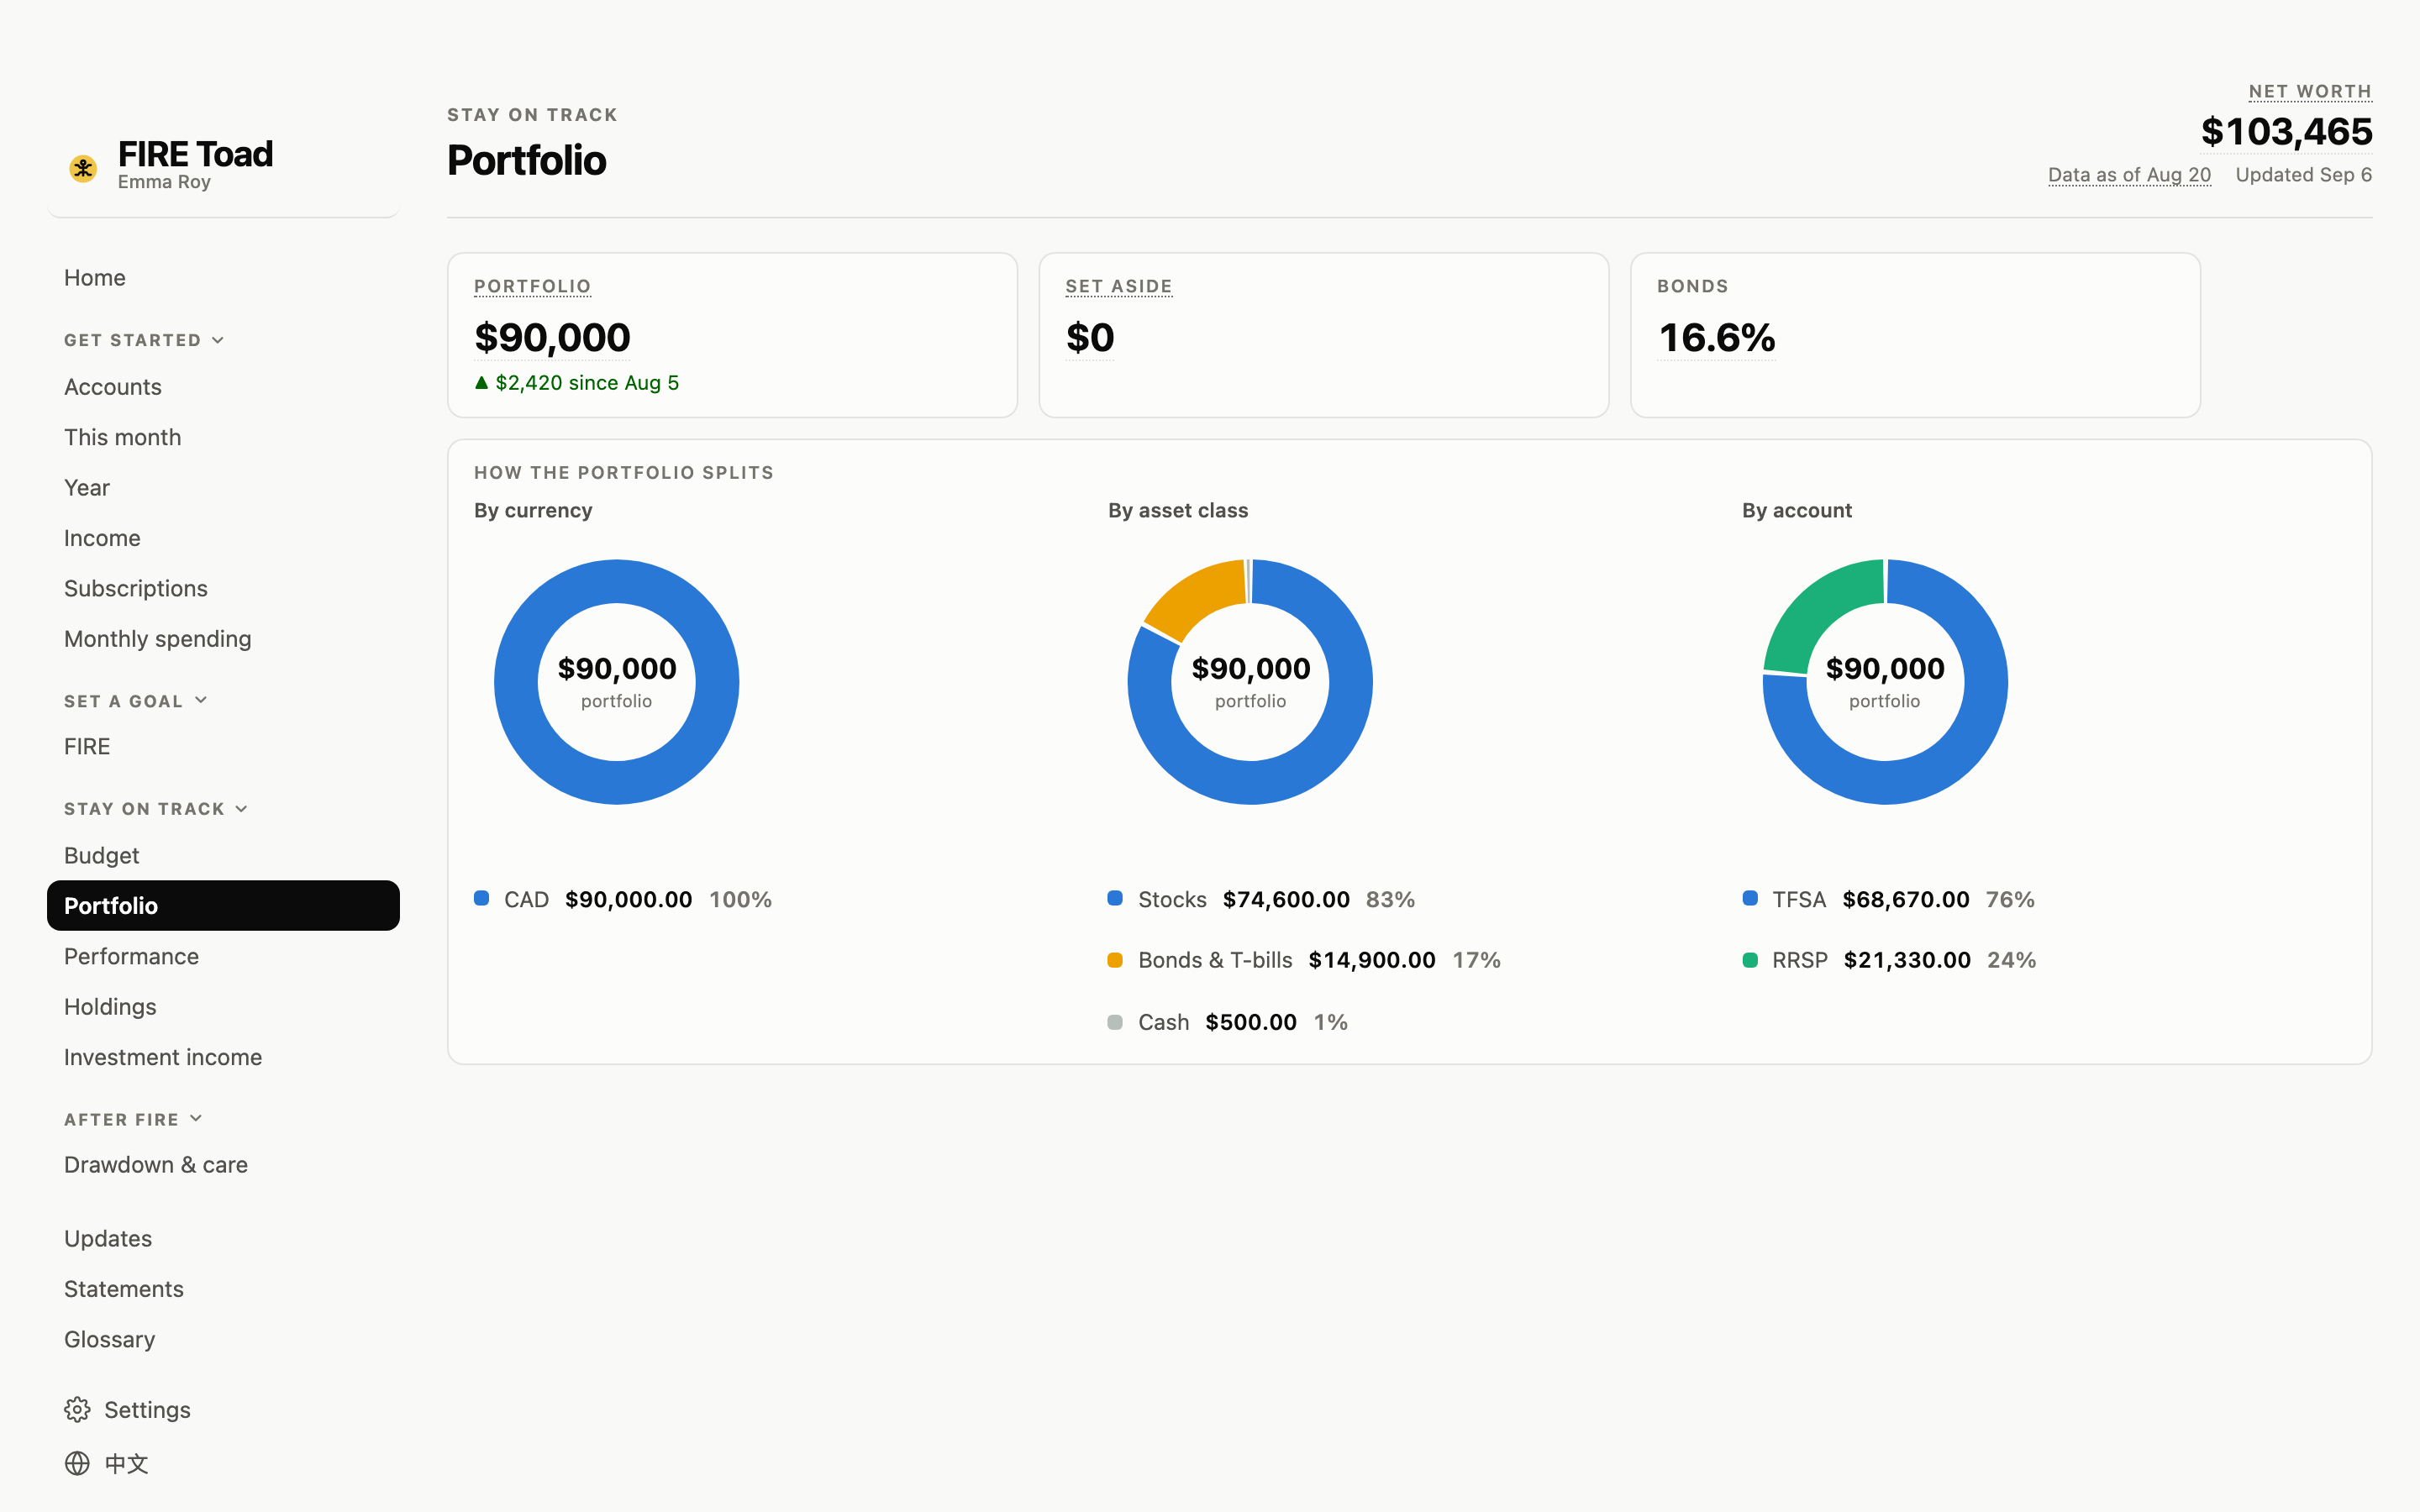 FIRE Toad
Emma Roy
Home
GET STARTED
Accounts
This month
Year
Income
Subscriptions
Monthly spending
SET A GOAL
FIRE
STAY ON TRACK
Budget
Portfolio
Performance
Holdings
Investment income
AFTER FIRE
Drawdown & care
Updates
Statements
Glossary
Settings
中文
STAY ON TRACK
Portfolio
NET WORTH
$103,465
Data as of Aug 20 Updated Sep 6
PORTFOLIO
$90,000
▲ $2,420 since Aug 5
SET ASIDE
$0
BONDS
16.6%
HOW THE PORTFOLIO SPLITS
By currency
$90,000
portfolio
CAD $90,000.00 100%
By asset class
$90,000
portfolio
Stocks $74,600.00 83%
Bonds & T-bills $14,900.00 17%
Cash $500.00 1%
By account
$90,000
portfolio
TFSA $68,670.00 76%
RRSP $21,330.00 24%